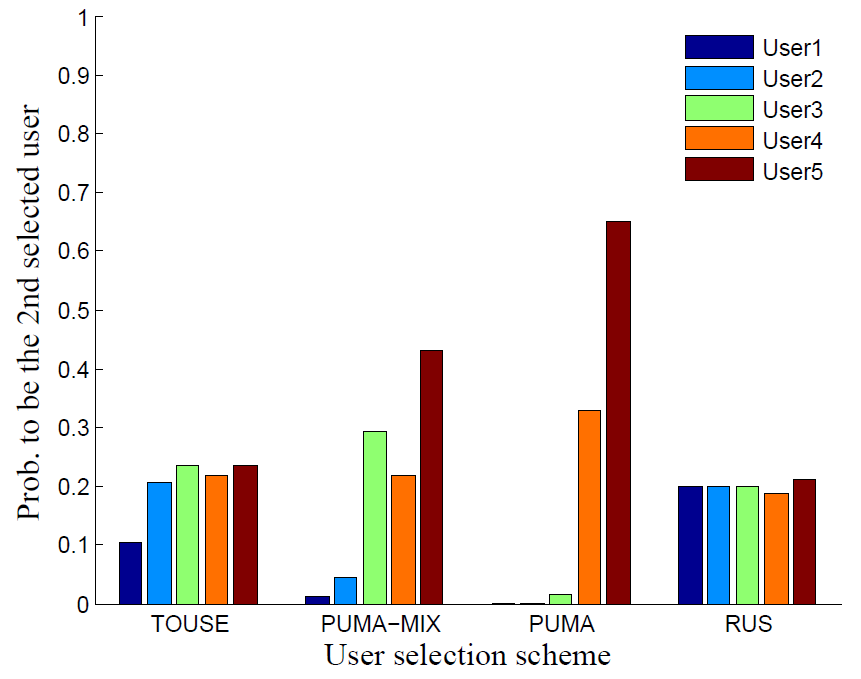 Prob. to be the 2nd selected user
1
0.9
0.8
0.7
0.6
0.5
0.4
0.3
0.2
0.1
0
User1
User2
User3
User4
User5
TOUSE PUMA−MIX PUMA RUS
User selection scheme